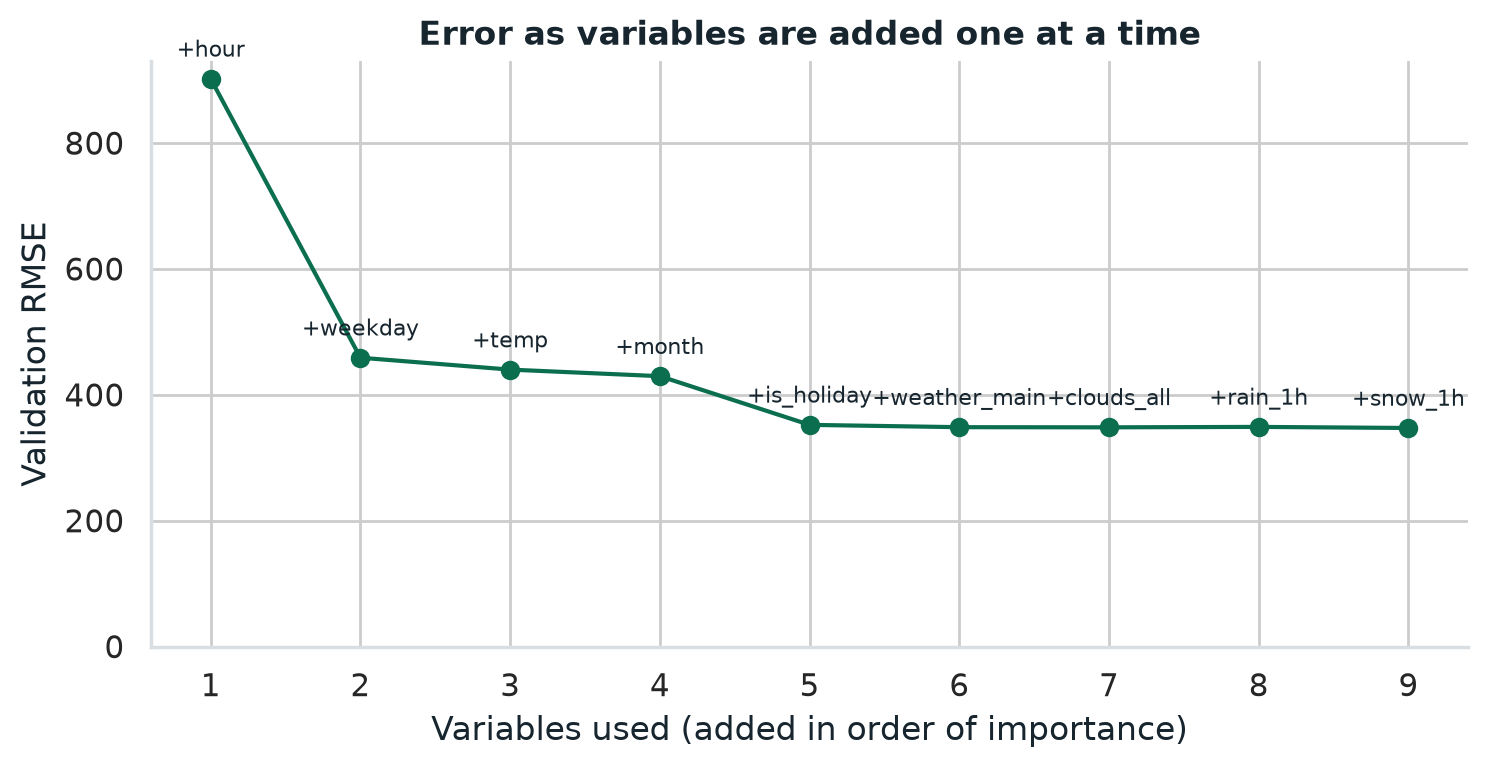 Error as variables are added one at a time
+hour
800
600
+weekday
+temp
+month
400
+is_holiday
+weather_main
+clouds_all
+rain_1h
+snow_1h
200
0
Validation RMSE
1 2 3 4 5 6 7 8 9
Variables used (added in order of importance)